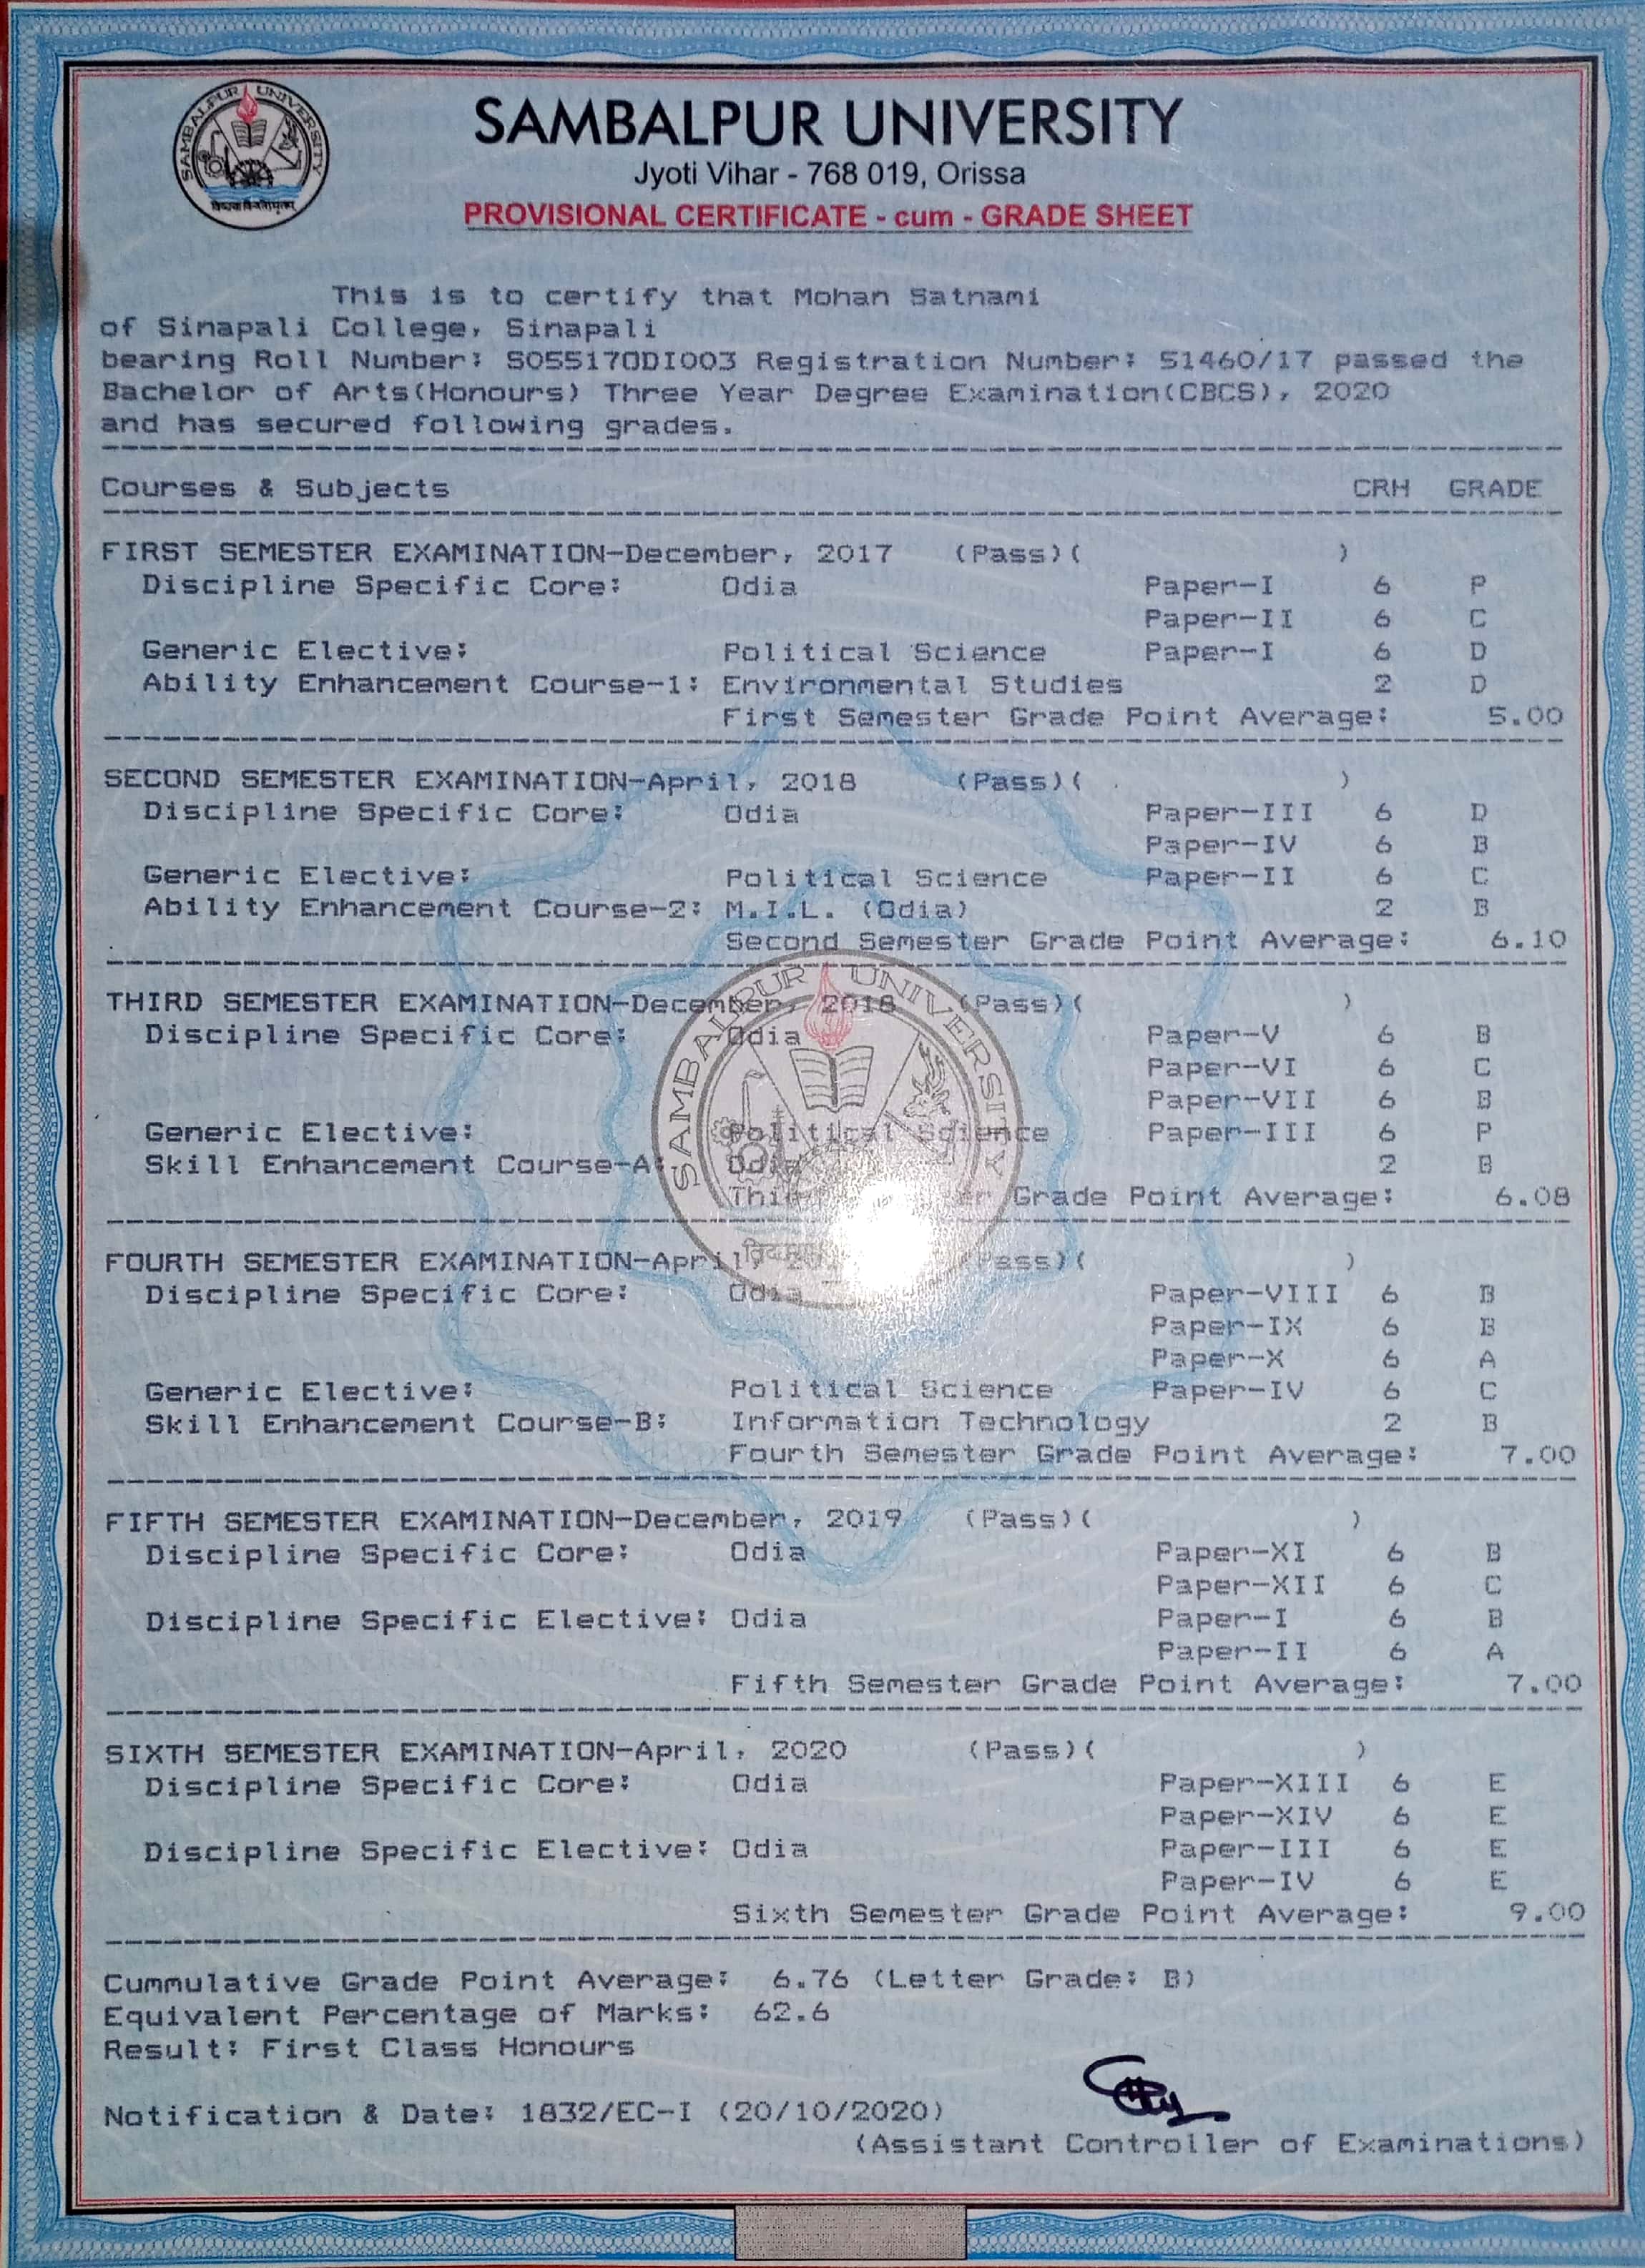 SAMBALPUR UNIVERSITY
SAMBALPUR UNIVERSITY
Jyoti Vihar - 768 019, Orissa
PROVISIONAL CERTIFICATE - cum - GRADE SHEET
This is to certify that Mohan Satnami
of Sinapali College, Sinapali
bearing Roll Number: S05517ODI003 Registration Number: 51460/17 passed the
Bachelor of Arts(Honours) Three Year Degree Examination(CBCS), 2020
and has secured following grades.
Courses & Subjects CRH GRADE
FIRST SEMESTER EXAMINATION-December, 2017 (Pass)( )
Discipline Specific Core: Odia Paper-I 6 P
Paper-II 6 C
Generic Elective: Political Science Paper-I 6 D
Ability Enhancement Course-1: Environmental Studies 2 D
First Semester Grade Point Average: 5.00
SECOND SEMESTER EXAMINATION-April, 2018 (Pass)( )
Discipline Specific Core: Odia Paper-III 6 D
Paper-IV 6 B
Generic Elective: Political Science Paper-II 6 C
Ability Enhancement Course-2: M.I.L. (Odia) 2 B
Second Semester Grade Point Average: 6.10
THIRD SEMESTER EXAMINATION-December, 2018 (Pass)( )
Discipline Specific Core: Odia Paper-V 6 B
Paper-VI 6 C
Paper-VII 6 B
Generic Elective: Political Science Paper-III 6 P
Skill Enhancement Course-A: Odia 2 B
Grade Point Average: 6.08
SAMBALPUR UNIVERSITY
FOURTH SEMESTER EXAMINATION-April, (Pass)( )
Discipline Specific Core: Odia Paper-VIII 6 B
Paper-IX 6 B
Paper-X 6 A
Generic Elective: Political Science Paper-IV 6 C
Skill Enhancement Course-B: Information Technology 2 B
Fourth Semester Grade Point Average: 7.00
FIFTH SEMESTER EXAMINATION-December, 2019 (Pass)( )
Discipline Specific Core: Odia Paper-XI 6 B
Paper-XII 6 C
Discipline Specific Elective: Odia Paper-I 6 B
Paper-II 6 A
Fifth Semester Grade Point Average: 7.00
SIXTH SEMESTER EXAMINATION-April, 2020 (Pass)( )
Discipline Specific Core: Odia Paper-XIII 6 E
Paper-XIV 6 E
Discipline Specific Elective: Odia Paper-III 6 E
Paper-IV 6 E
Sixth Semester Grade Point Average: 9.00
Cummulative Grade Point Average: 6.76 (Letter Grade: B)
Equivalent Percentage of Marks: 62.6
Result: First Class Honours
Notification & Date: 1832/EC-I (20/10/2020)
(Assistant Controller of Examinations)